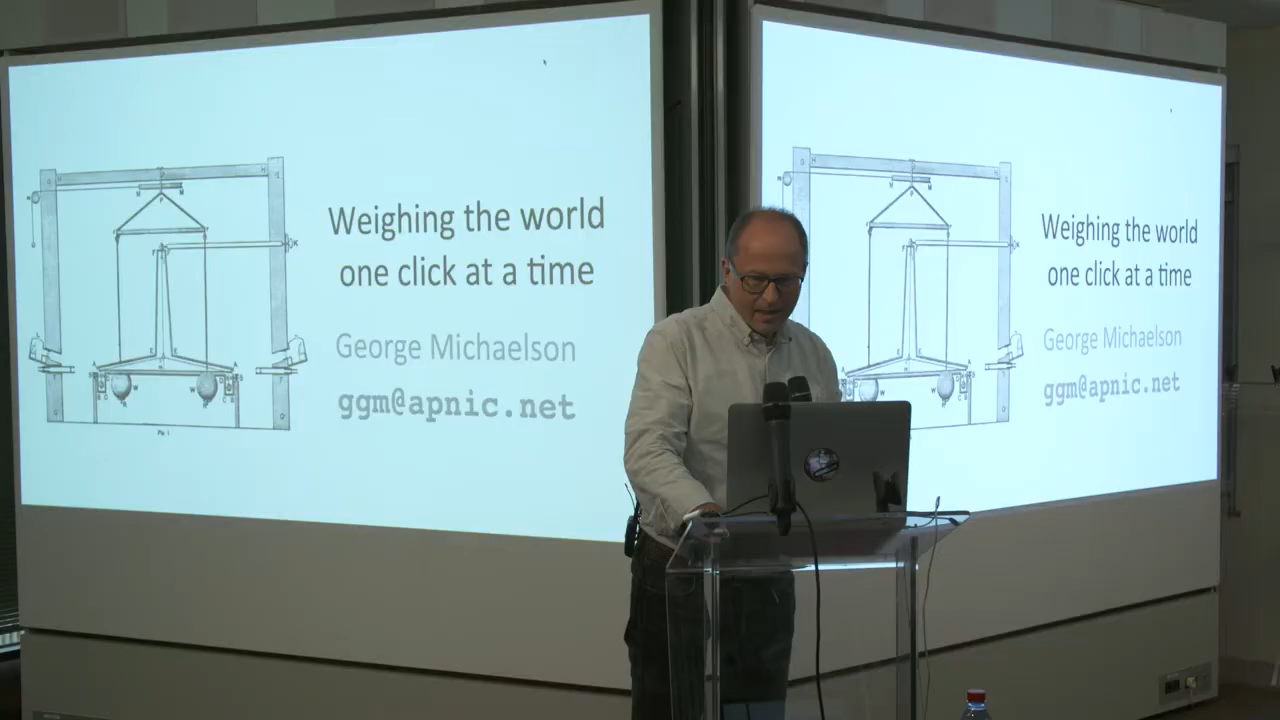 Weighing the world
one click at a time
George Michaelson
ggm@apnic.net
Weighing the world
one click at a time
George Michaelson
ggm@apnic.net